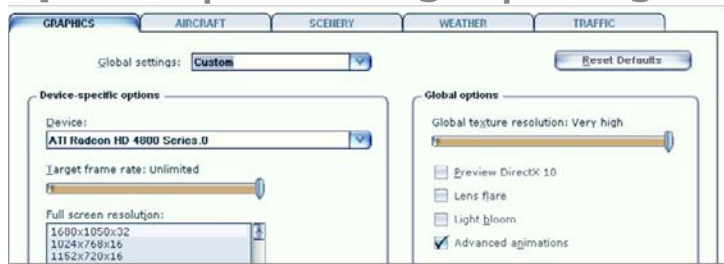 GRAPHICS AIRCRAFT SCENERY WEATHER TRAFFIC
Global settings: Custom
Reset Defaults
Device-specific options
Device:
ATI Radeon HD 4800 Series.0
Target frame rate: Unlimited
Full screen resolution:
1680x1050x32
1024x768x16
1152x720x16
Global options
Global texture resolution: Very high
Preview DirectX 10
Lens flare
Light bloom
Advanced animations